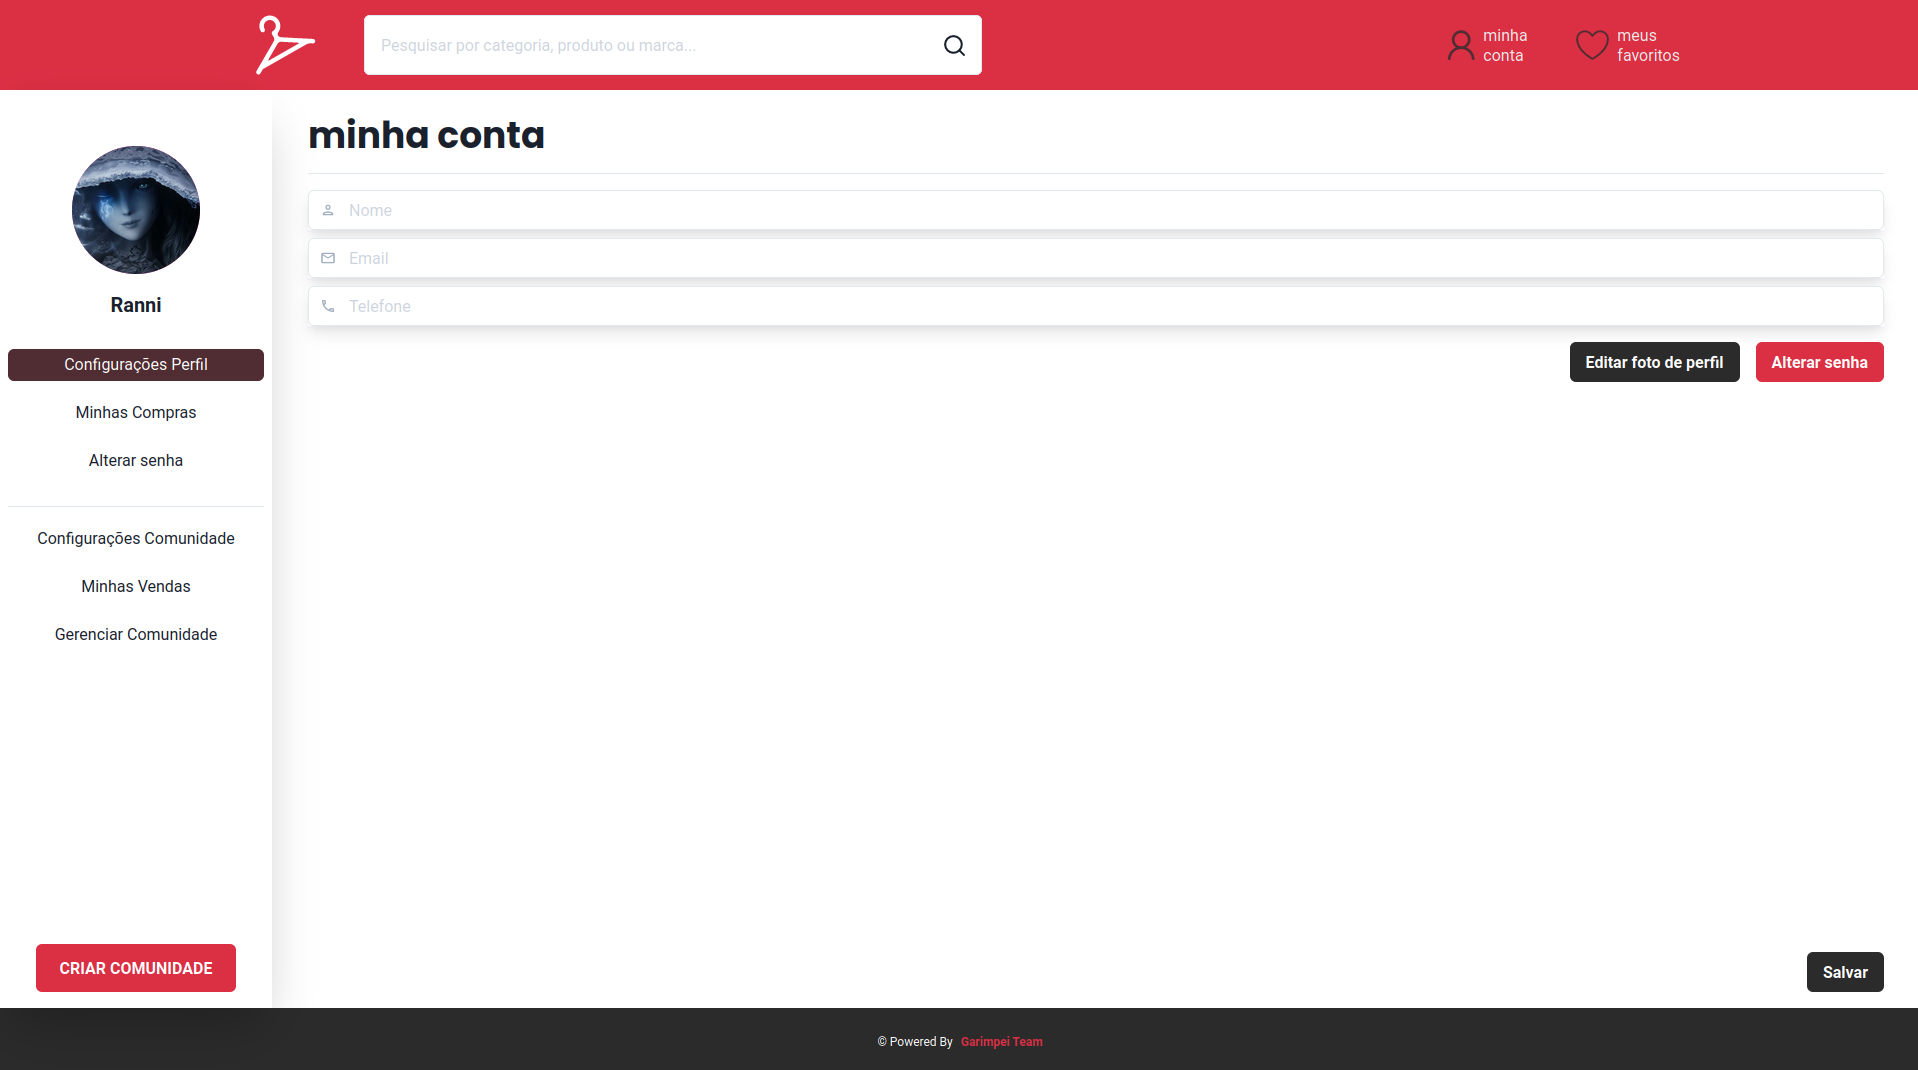 Pesquisar por categoria, produto ou marca...
minha
conta
meus
favoritos
Ranni
Configurações Perfil
Minhas Compras
Alterar senha
Configurações Comunidade
Minhas Vendas
Gerenciar Comunidade
CRIAR COMUNIDADE
minha conta
Nome
Email
Telefone
Editar foto de perfil
Alterar senha
Salvar
© Powered By Garimpei Team